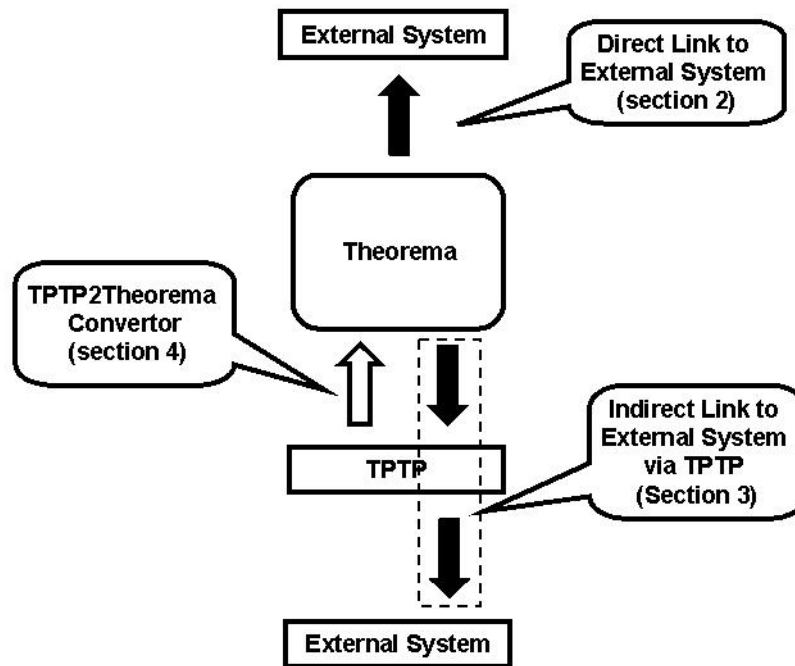 External System
Direct Link to
External System
(section 2)
Theorema
TPTP2Theorema
Convertor
(section 4)
Indirect Link to
External System
via TPTP
(Section 3)
TPTP
External System